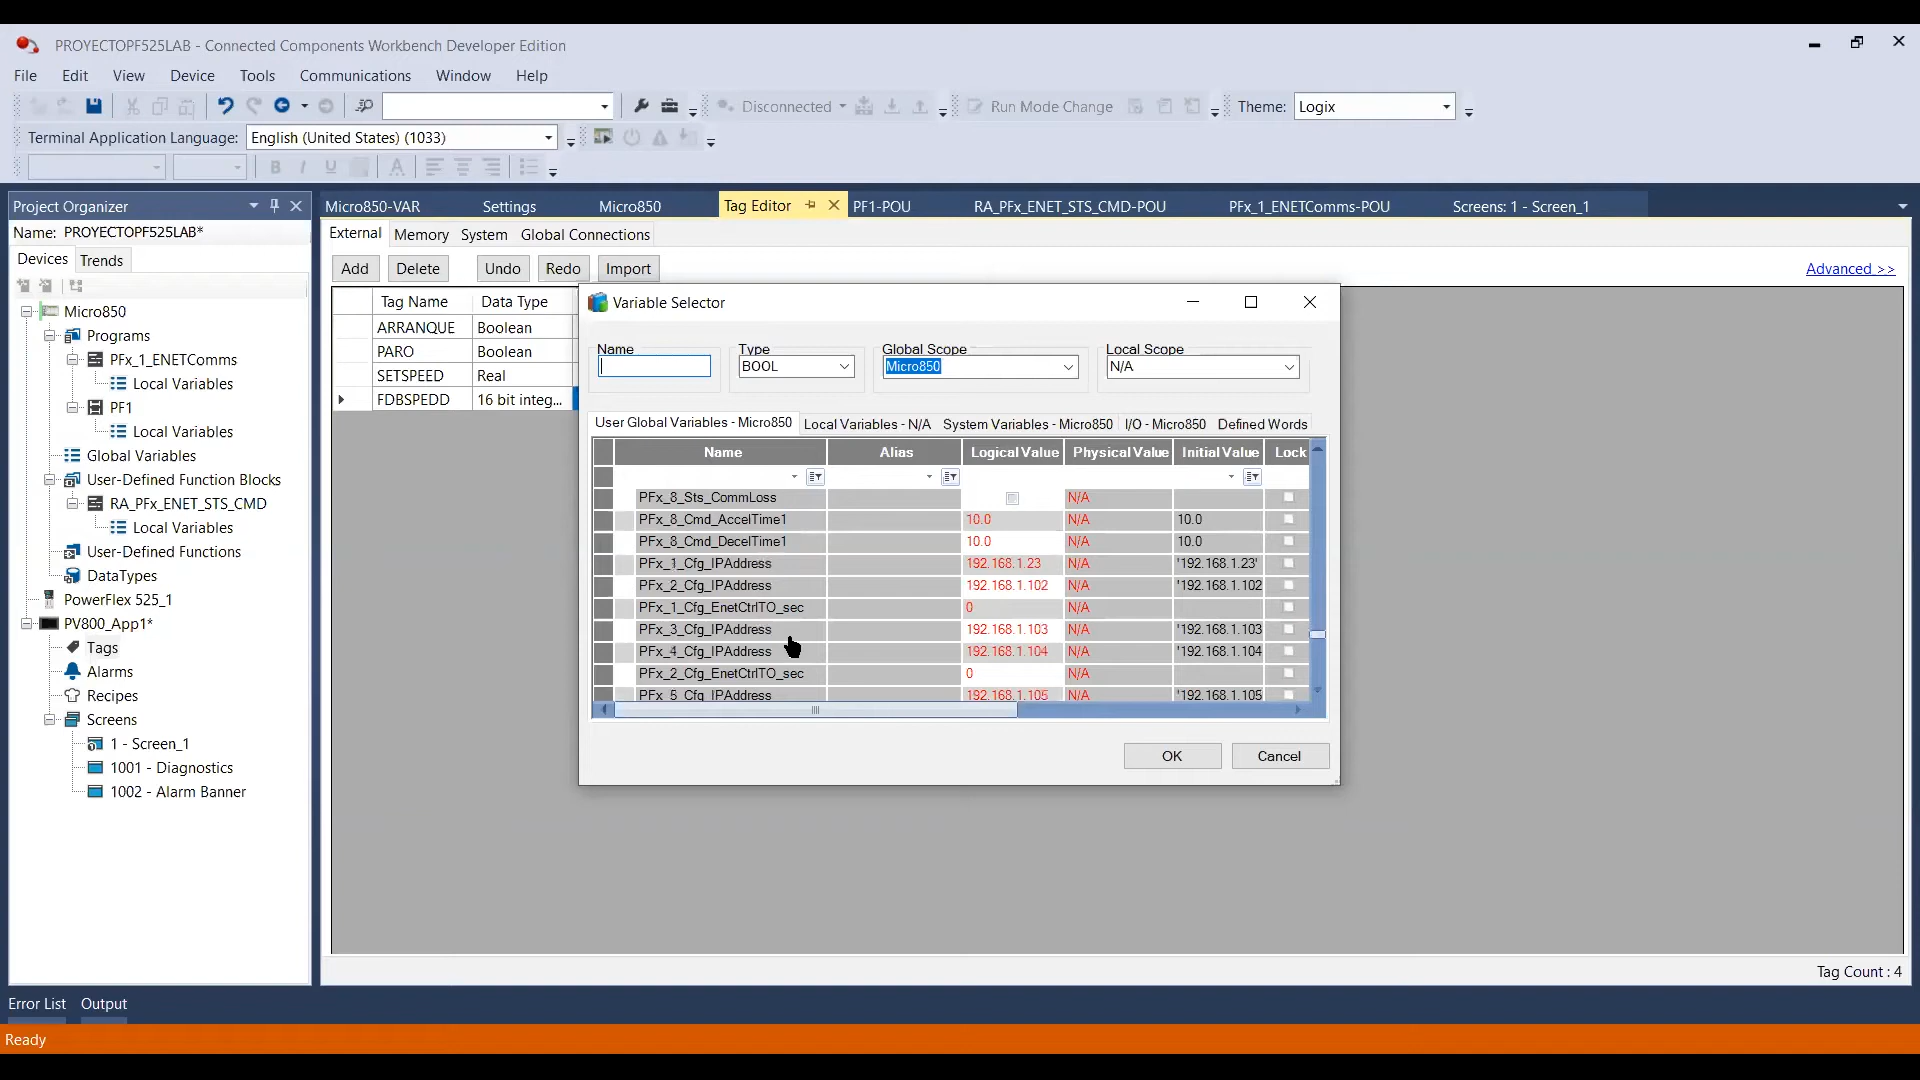 PROYECTOPF525LAB - Connected Components Workbench Developer Edition
File Edit View Device Tools Communications Window Help
Disconnected Run Mode Change Theme: Logix
Terminal Application Language: English (United States) (1033)
B I U A
Project Organizer
Name: PROYECTOPF525LAB*
Devices Trends
Micro850
Programs
PFx_1_ENETComms
Local Variables
PF1
Local Variables
Global Variables
User-Defined Function Blocks
RA_PFx_ENET_STS_CMD
Local Variables
User-Defined Functions
DataTypes
PowerFlex 525_1
PV800_App1*
Tags
Alarms
Recipes
Screens
1 - Screen_1
1001 - Diagnostics
1002 - Alarm Banner
Micro850-VAR Settings Micro850 Tag Editor PF1-POU RA_PFx_ENET_STS_CMD-POU PFx_1_ENETComms-POU Screens: 1 - Screen_1
External Memory System Global Connections
Add Delete Undo Redo Import Advanced >>
Tag Name Data Type
ARRANQUE Boolean
PARO Boolean
SETSPEED Real
FDBSPEDD 16 bit integ...
Variable Selector
Name Type Global Scope Local Scope
BOOL Micro850 N/A
User Global Variables - Micro850 Local Variables - N/A System Variables - Micro850 I/O - Micro850 Defined Words
Name Alias Logical Value Physical Value Initial Value Lock
PFx_8_Sts_CommLoss N/A
PFx_8_Cmd_AccelTime1 10.0 N/A 10.0
PFx_8_Cmd_DecelTime1 10.0 N/A 10.0
PFx_1_Cfg_IPAddress 192.168.1.23 N/A '192.168.1.23'
PFx_2_Cfg_IPAddress 192.168.1.102 N/A '192.168.1.102
PFx_1_Cfg_EnetCtrlTO_sec 0 N/A
PFx_3_Cfg_IPAddress 192.168.1.103 N/A '192.168.1.103
PFx_4_Cfg_IPAddress 192.168.1.104 N/A '192.168.1.104
PFx_2_Cfg_EnetCtrlTO_sec 0 N/A
PFx_5_Cfg_IPAddress 192.168.1.105 N/A '192.168.1.105
OK Cancel
Tag Count : 4
Error List Output
Ready